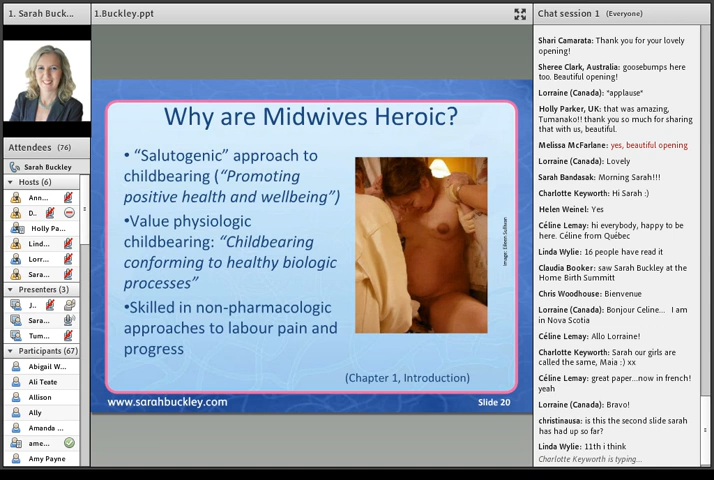 1. Sarah Buck...
Attendees (76)
Sarah Buckley
Hosts (6)
Ann...
D..
Holly Pa...
Lind...
Lorr...
Sara...
Presenters (3)
J..
Sara...
Tum...
Participants (67)
Abigail W...
Ali Teate
Allison
Ally
Amanda ...
ame...
Amy Payne
1.Buckley.ppt
Why are Midwives Heroic?
• “Salutogenic” approach to
childbearing (“Promoting
positive health and wellbeing”)
•Value physiologic
childbearing: “Childbearing
conforming to healthy biologic
processes”
•Skilled in non-pharmacologic
approaches to labour pain and
progress
Image: Eileen Sullivan
(Chapter 1, Introduction)
www.sarahbuckley.com
Slide 20
Chat session 1 (Everyone)
Shari Camarata: Thank you for your lovely
opening!
Sheree Clark, Australia: goosebumps here
too. Beautiful opening!
Lorraine (Canada): *applause*
Holly Parker, UK: that was amazing,
Tumanako!! thank you so much for sharing
that with us, beautiful.
Melissa McFarlane: yes, beautiful opening
Lorraine (Canada): Lovely
Sarah Bandasak: Morning Sarah!!!
Charlotte Keyworth: Hi Sarah :)
Helen Weinel: Yes
Céline Lemay: hi everybody, happy to be
here. Céline from Québec
Linda Wylie: 16 people have read it
Claudia Booker: saw Sarah Buckley at the
Home Birth Summitt
Chris Woodhouse: Bienvenue
Lorraine (Canada): Bonjour Celine... I am
in Nova Scotia
Céline Lemay: Allo Lorraine!
Charlotte Keyworth: Sarah our girls are
called the same, Maia :) xx
Céline Lemay: great paper...now in french!
yeah
Lorraine (Canada): Bravo!
christinausa: is this the second slide sarah
has had up so far?
Linda Wylie: 11th i think
Charlotte Keyworth is typing...